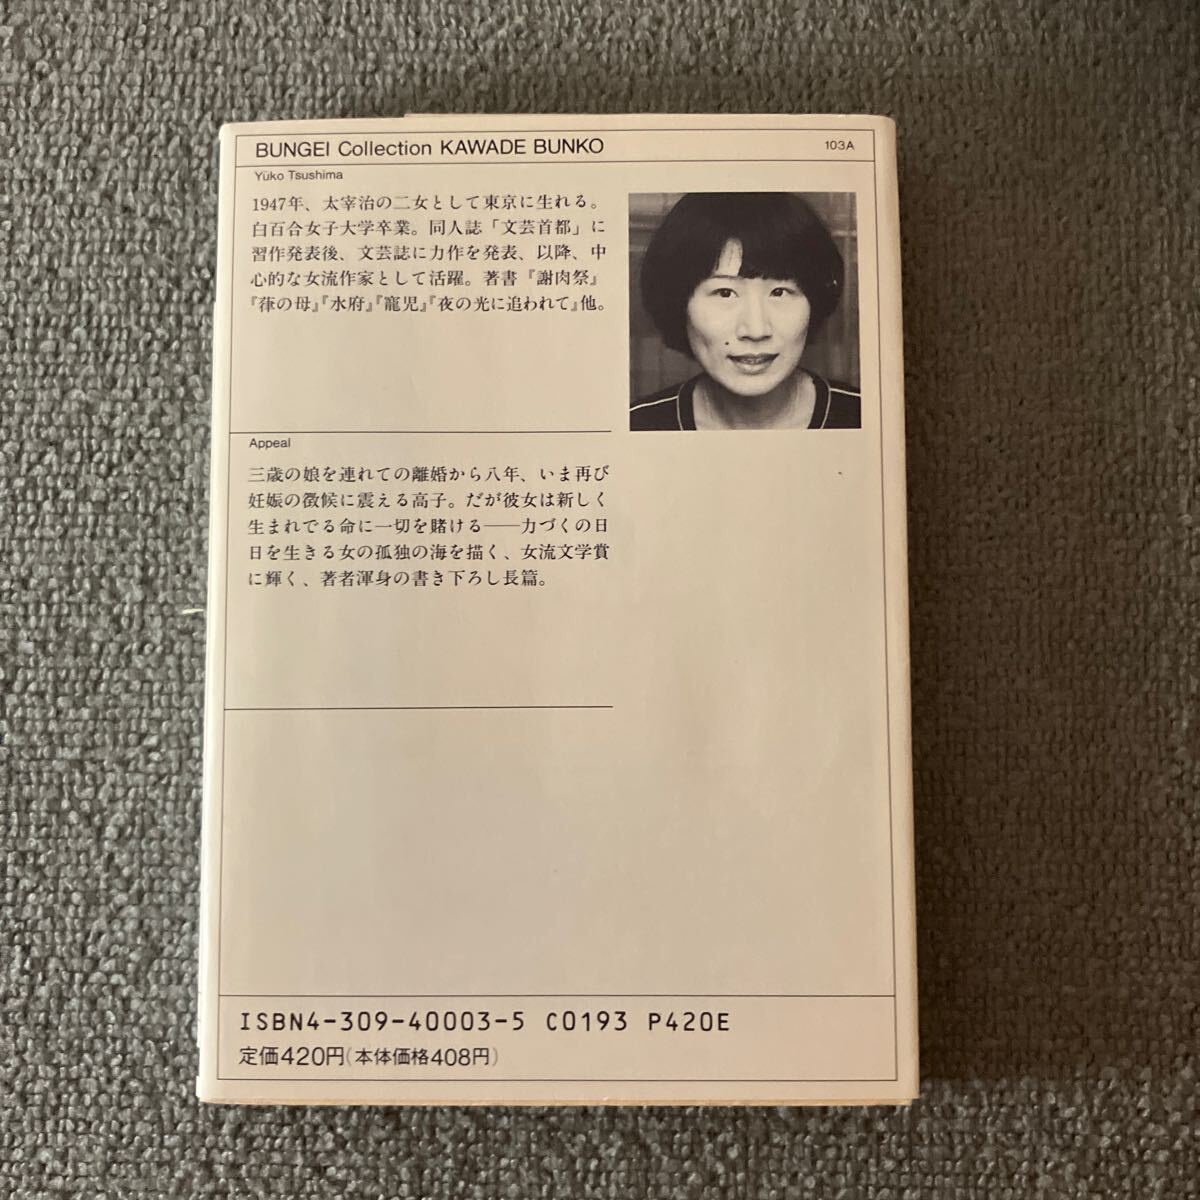 BUNGEI Collection KAWADE BUNKO 103A
Yūko Tsushima
1947年、太宰治の二女として東京に生れる。
白百合女子大学卒業。同人誌「文芸首都」に
習作発表後、文芸誌に力作を発表、以降、中
心的な女流作家として活躍。著書『謝肉祭』
『葎の母』『水府』『寵児』『夜の光に追われて』他。
Appeal
三歳の娘を連れての離婚から八年、いま再び
妊娠の徴候に震える高子。だが彼女は新しく
生まれでる命に一切を賭ける――力づくの日
日を生きる女の孤独の海を描く、女流文学賞
に輝く、著者渾身の書き下ろし長篇。
ISBN4-309-40003-5 C0193 P420E
定価420円(本体価格408円)